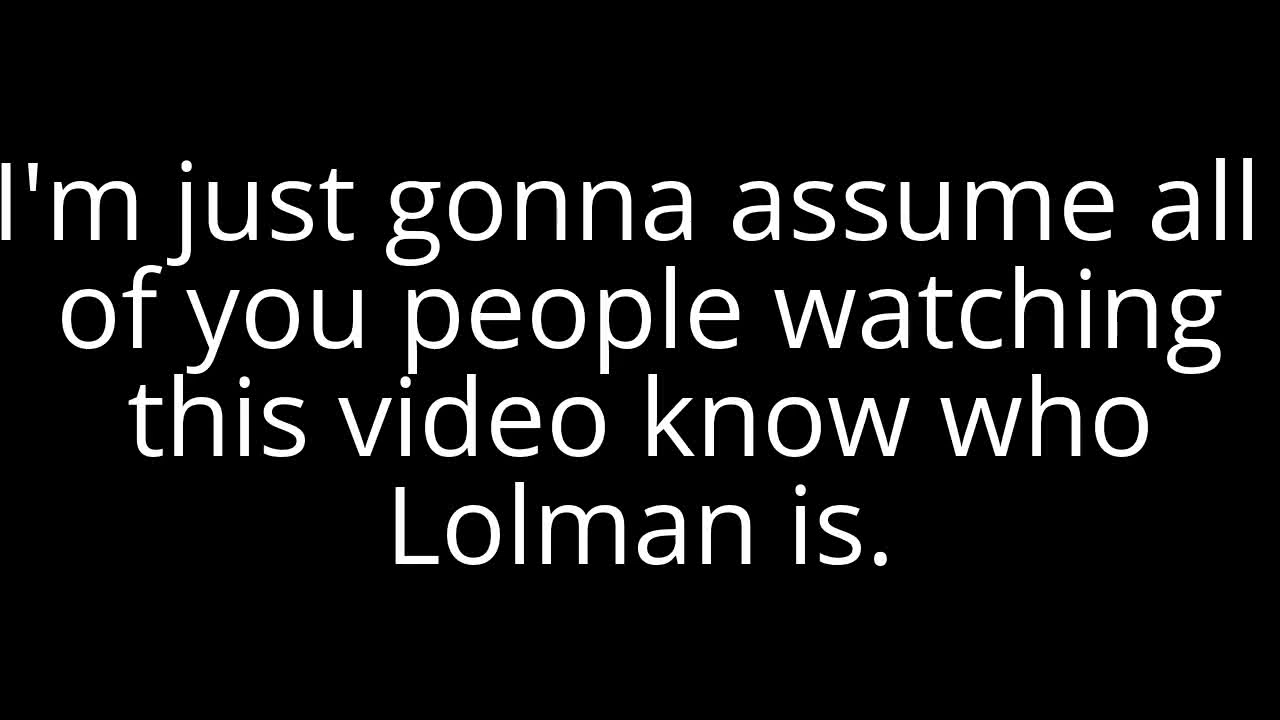 I'm just gonna assume all
of you people watching
this video know who
Lolman is.